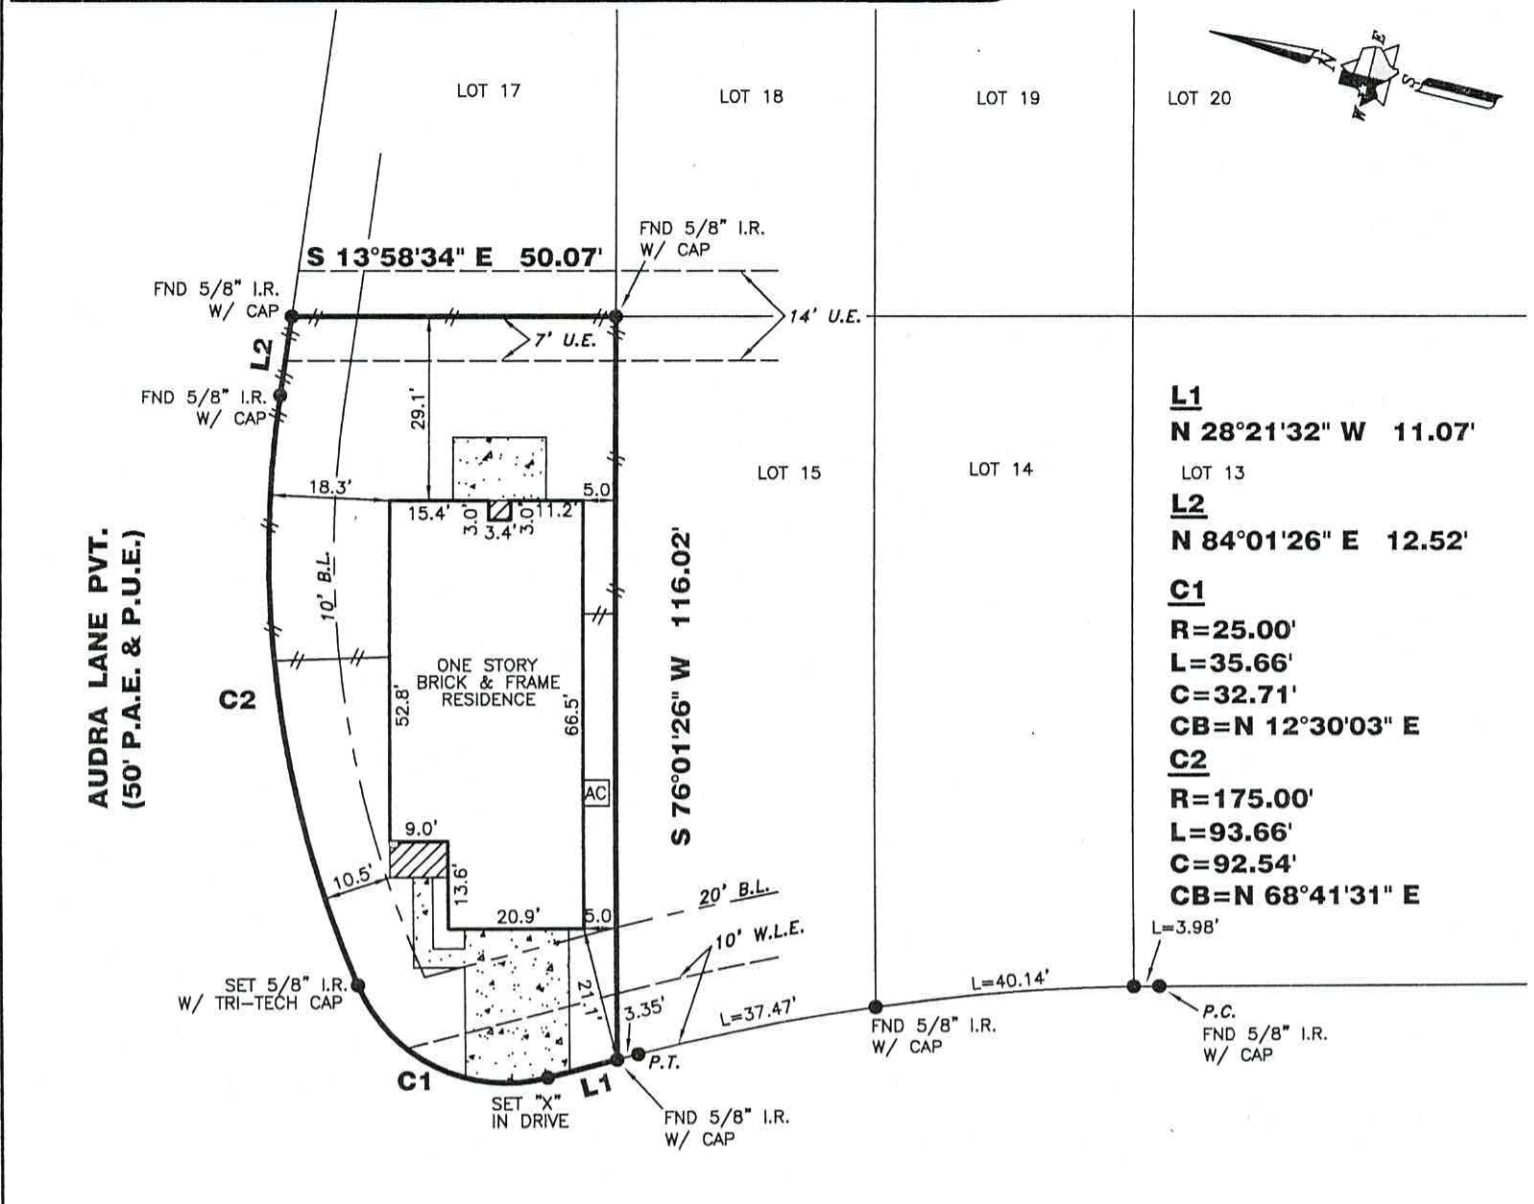 LOT 17
LOT 18
LOT 19
LOT 20
N
E
S
W
FND 5/8" I.R.
W/ CAP
S 13°58'34" E 50.07'
FND 5/8" I.R.
W/ CAP
14' U.E.
7' U.E.
L2
FND 5/8" I.R.
W/ CAP
29.1'
L1
N 28°21'32" W 11.07'
LOT 15
LOT 14
LOT 13
L2
N 84°01'26" E 12.52'
18.3'
5.0
15.4'
3.0'
3.4'
3.0'
11.2'
10' B.L.
AUDRA LANE PVT.
(50' P.A.E. & P.U.E.)
S 76°01'26" W 116.02'
C1
R=25.00'
L=35.66'
C=32.71'
CB=N 12°30'03" E
C2
R=175.00'
L=93.66'
C=92.54'
CB=N 68°41'31" E
ONE STORY
BRICK & FRAME
RESIDENCE
C2
52.8'
66.5'
AC
9.0'
10.5'
13.6'
20.9'
5.0
20' B.L.
10' W.L.E.
L=3.98'
SET 5/8" I.R.
W/ TRI-TECH CAP
21.1'
3.35'
L=37.47'
L=40.14'
P.C.
FND 5/8" I.R.
W/ CAP
FND 5/8" I.R.
W/ CAP
P.T.
C1
L1
SET "X"
IN DRIVE
FND 5/8" I.R.
W/ CAP